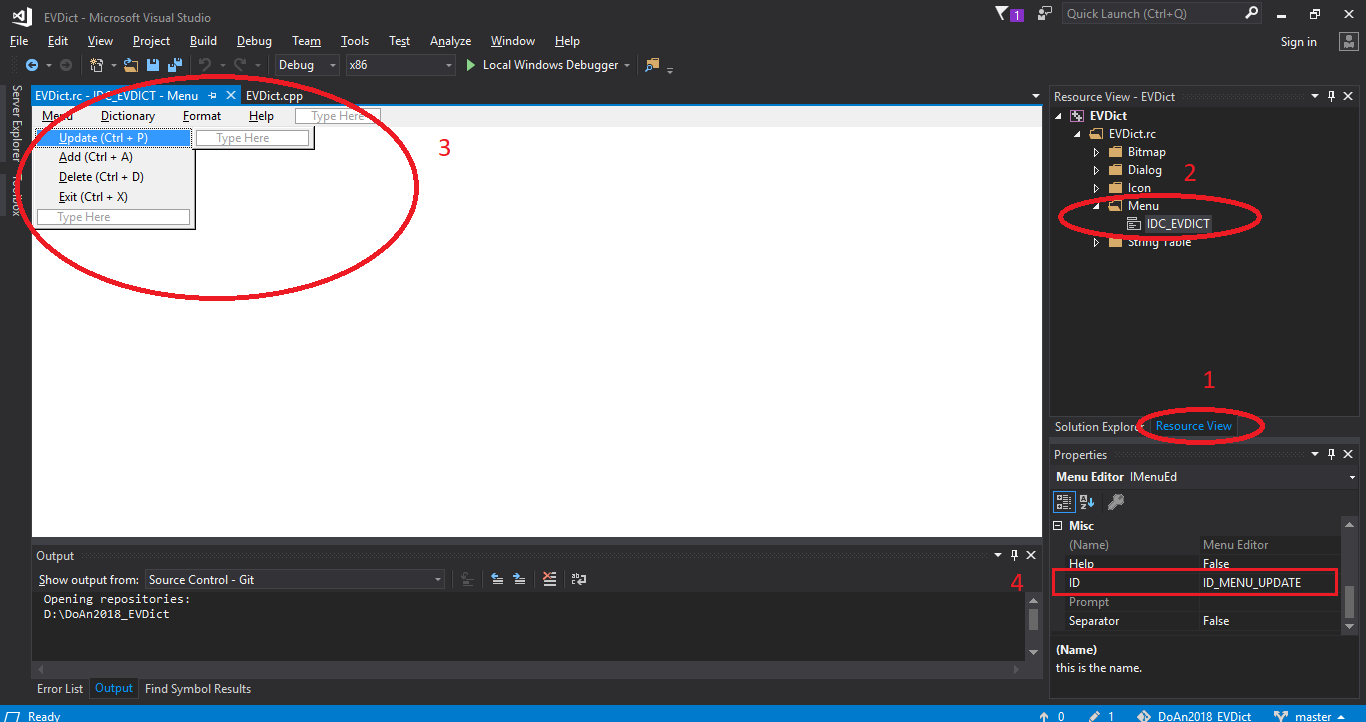 EVDict - Microsoft Visual Studio
1
Quick Launch (Ctrl+Q)
File Edit View Project Build Debug Team Tools Test Analyze Window Help
Sign in
Debug x86 Local Windows Debugger
Server Explorer
Toolbox
EVDict.rc - IDC_EVDICT - Menu EVDict.cpp
Menu Dictionary Format Help Type Here
Update (Ctrl + P) Type Here
Add (Ctrl + A)
Delete (Ctrl + D)
Exit (Ctrl + X)
Type Here
3
Resource View - EVDict
EVDict
EVDict.rc
Bitmap
Dialog
2
Icon
Menu
IDC_EVDICT
String Table
1
Solution Explorer Resource View
Properties
Menu Editor IMenuEd
Misc
(Name) Menu Editor
Help False
ID ID_MENU_UPDATE
Prompt
Separator False
(Name)
this is the name.
Output
4
Show output from: Source Control - Git
Opening repositories:
D:\DoAn2018_EVDict
Error List Output Find Symbol Results
Ready 0 1 DoAn2018_EVDict master